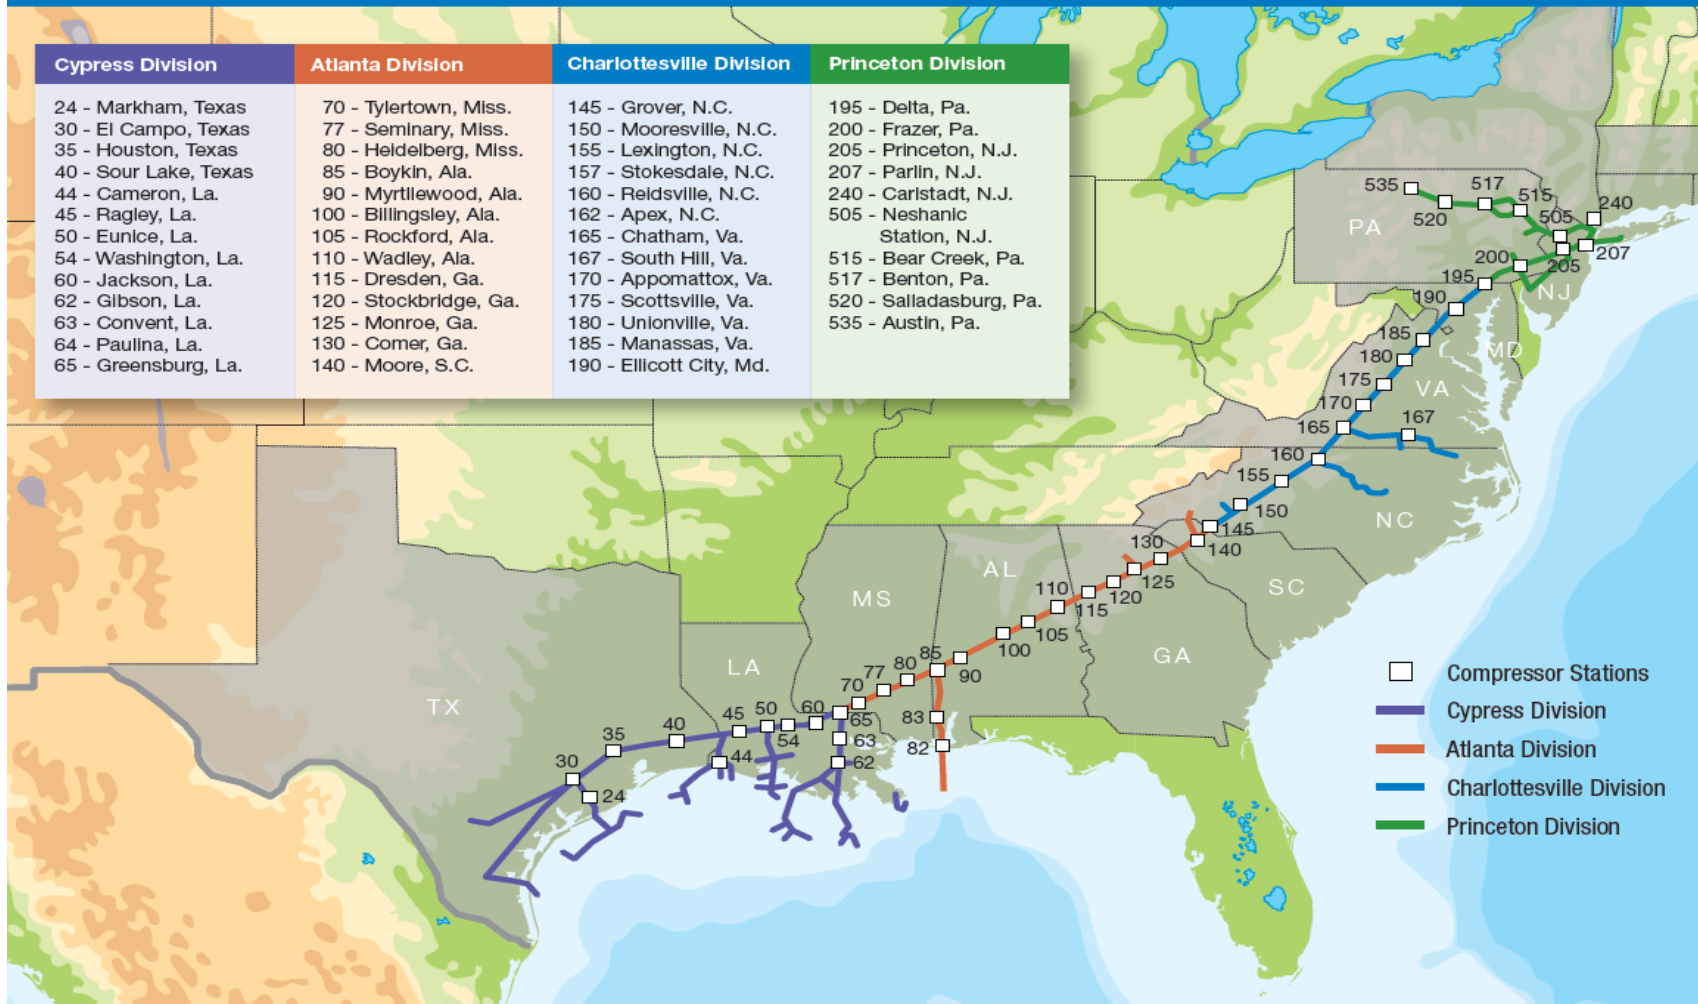 Cypress Division
24 - Markham, Texas
30 - El Campo, Texas
35 - Houston, Texas
40 - Sour Lake, Texas
44 - Cameron, La.
45 - Ragley, La.
50 - Eunice, La.
54 - Washington, La.
60 - Jackson, La.
62 - Gibson, La.
63 - Convent, La.
64 - Paulina, La.
65 - Greensburg, La.
Atlanta Division
70 - Tylertown, Miss.
77 - Seminary, Miss.
80 - Heidelberg, Miss.
85 - Boykin, Ala.
90 - Myrtllewood, Ala.
100 - Billingsley, Ala.
105 - Rockford, Ala.
110 - Wadley, Ala.
115 - Dresden, Ga.
120 - Stockbridge, Ga.
125 - Monroe, Ga.
130 - Comer, Ga.
140 - Moore, S.C.
Charlottesville Division
145 - Grover, N.C.
150 - Mooresville, N.C.
155 - Lexington, N.C.
157 - Stokesdale, N.C.
160 - Reidsville, N.C.
162 - Apex, N.C.
165 - Chatham, Va.
167 - South Hill, Va.
170 - Appomattox, Va.
175 - Scottsville, Va.
180 - Unionville, Va.
185 - Manassas, Va.
190 - Ellicott City, Md.
Princeton Division
195 - Delta, Pa.
200 - Frazer, Pa.
205 - Princeton, N.J.
207 - Parlin, N.J.
240 - Carlstadt, N.J.
505 - Neshanic
Station, N.J.
515 - Bear Creek, Pa.
517 - Benton, Pa.
520 - Salladasburg, Pa.
535 - Austin, Pa.
535
517
515
240
520
505
PA
207
200
205
195
NJ
190
185
MD
180
175
VA
170
167
165
160
155
150
NC
145
140
130
AL
125
SC
110
120
MS
115
105
100
GA
85
90
80
77
LA
70
TX
60
50
45
65
83
40
54
63
35
82
44
62
30
24
Compressor Stations
Cypress Division
Atlanta Division
Charlottesville Division
Princeton Division